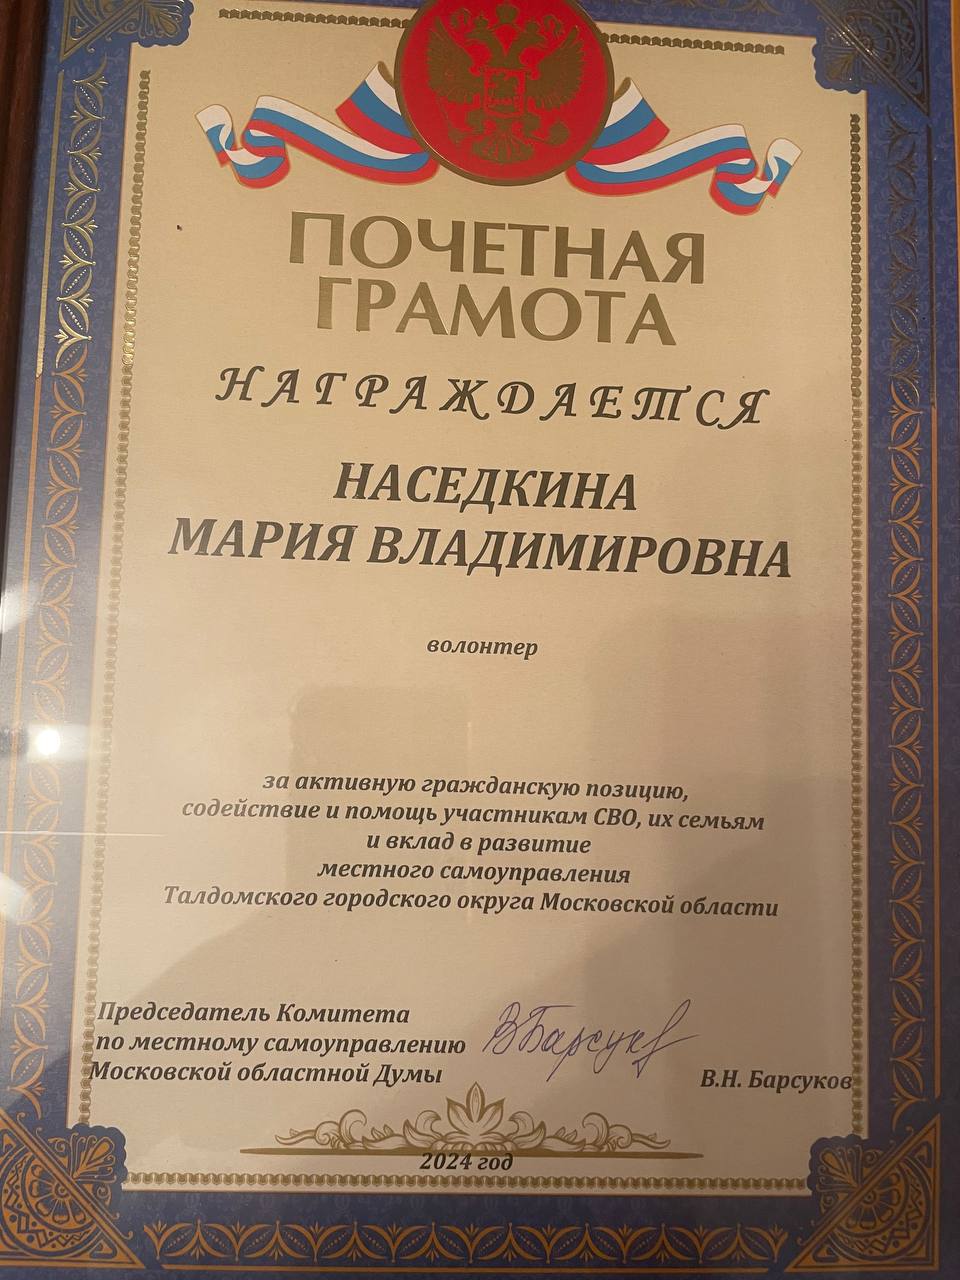 ПОЧЕТНАЯ
ГРАМОТА
НАГРАЖДАЕТСЯ
НАСЕДКИНА
МАРИЯ ВЛАДИМИРОВНА
волонтер
за активную гражданскую позицию,
содействие и помощь участникам СВО, их семьям
и вклад в развитие
местного самоуправления
Талдомского городского округа Московской области
Председатель Комитета
по местному самоуправлению
Московской областной Думы
ВБарсуков
В.Н. Барсуков
2024 год